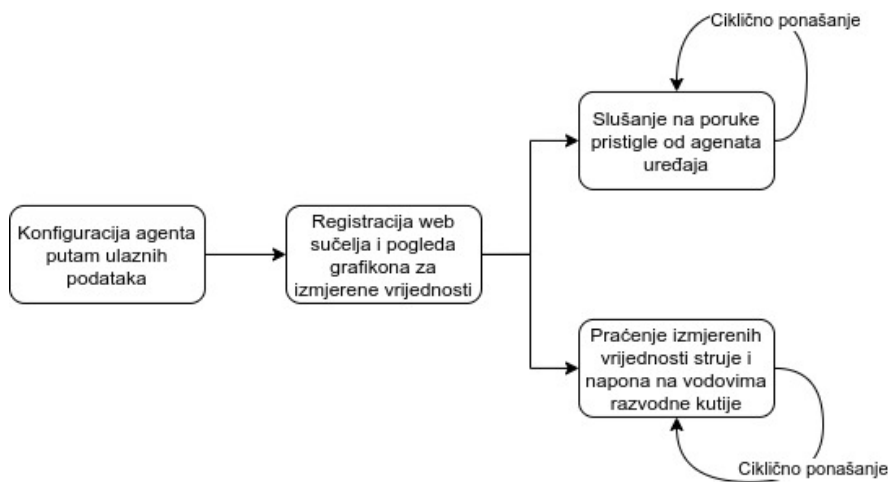 Ciklično ponašanje
Slušanje na poruke
pristigle od agenata
uređaja
Konfiguracija agenta
putam ulaznih
podataka
Registracija web
sučelja i pogleda
grafikona za
izmjerene vrijednosti
Praćenje izmjerenih
vrijednosti struje i
napona na vodovima
razvodne kutije
Ciklično ponašanje